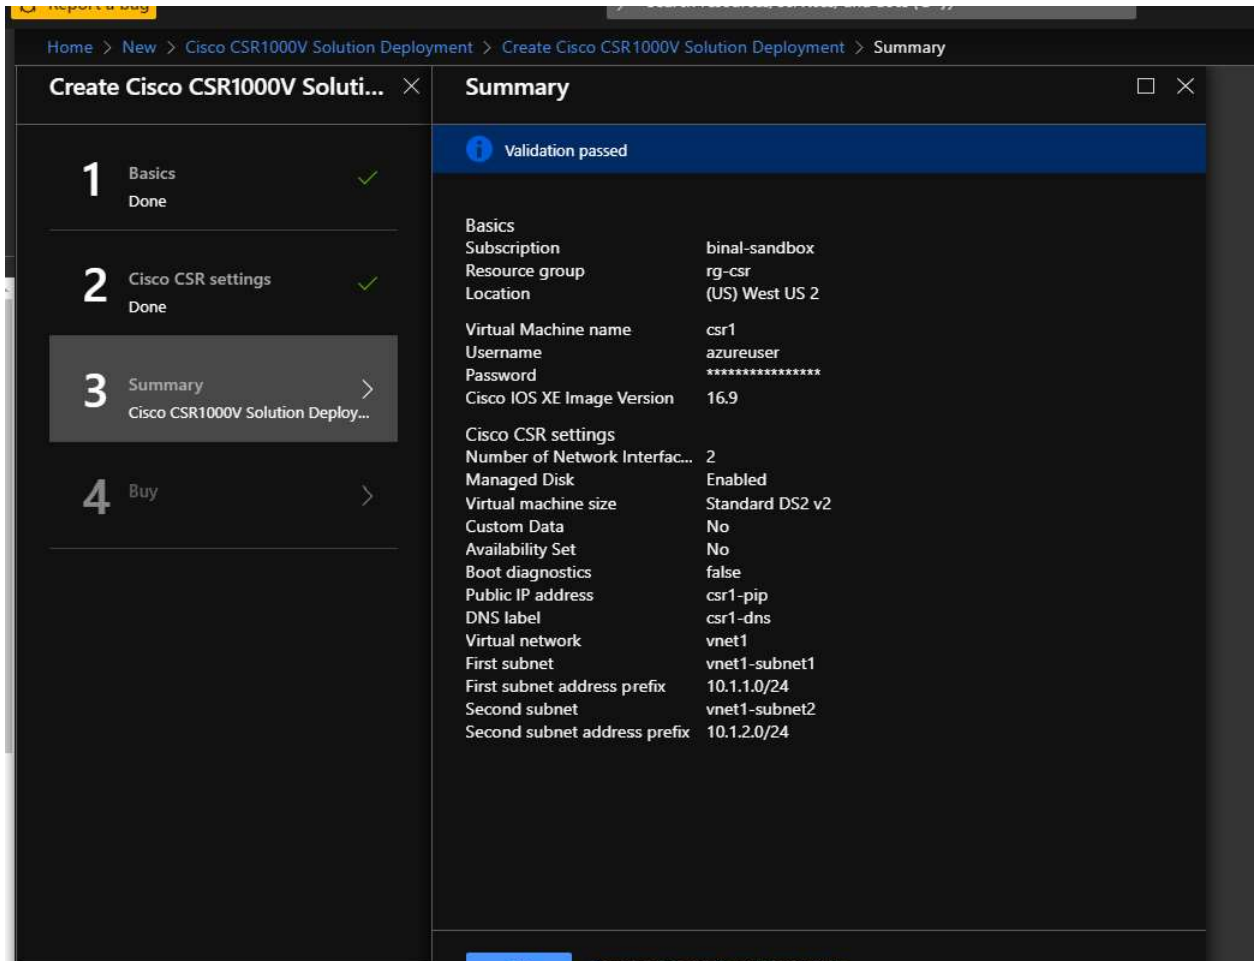 Report a bug
Home > New > Cisco CSR1000V Solution Deployment > Create Cisco CSR1000V Solution Deployment > Summary
Create Cisco CSR1000V Soluti...
1 Basics
Done
2 Cisco CSR settings
Done
3 Summary
Cisco CSR1000V Solution Deploy...
4 Buy
Summary
Validation passed
Basics
Subscription binal-sandbox
Resource group rg-csr
Location (US) West US 2
Virtual Machine name csr1
Username azureuser
Password ****************
Cisco IOS XE Image Version 16.9
Cisco CSR settings
Number of Network Interfac... 2
Managed Disk Enabled
Virtual machine size Standard DS2 v2
Custom Data No
Availability Set No
Boot diagnostics false
Public IP address csr1-pip
DNS label csr1-dns
Virtual network vnet1
First subnet vnet1-subnet1
First subnet address prefix 10.1.1.0/24
Second subnet vnet1-subnet2
Second subnet address prefix 10.1.2.0/24